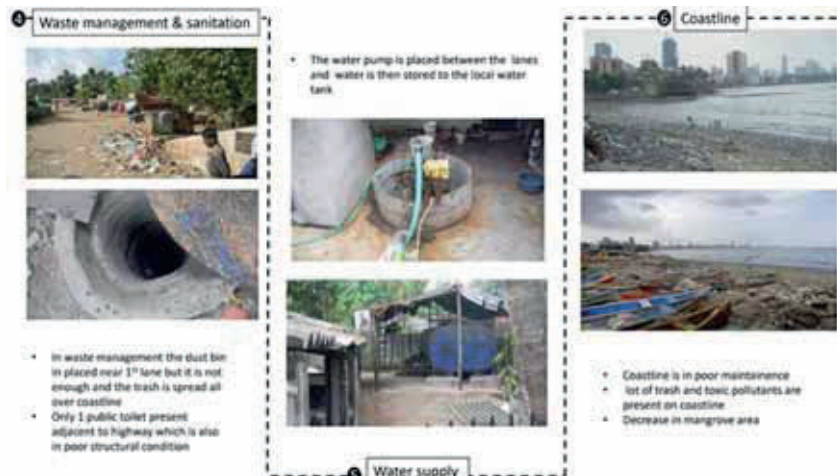 4 Waste management & sanitation
• In waste management the dust bin
in placed near 1st lane but it is not
enough and the trash is spread all
over coastline
• Only 1 public toilet present
adjacent to highway which is also
in poor structural condition
• The water pump is placed between the lanes
and water is then stored to the local water
tank
5 Water supply
6 Coastline
• Coastline is in poor maintainence
• lot of trash and toxic pollutants are
present on coastline
• Decrease in mangrove area